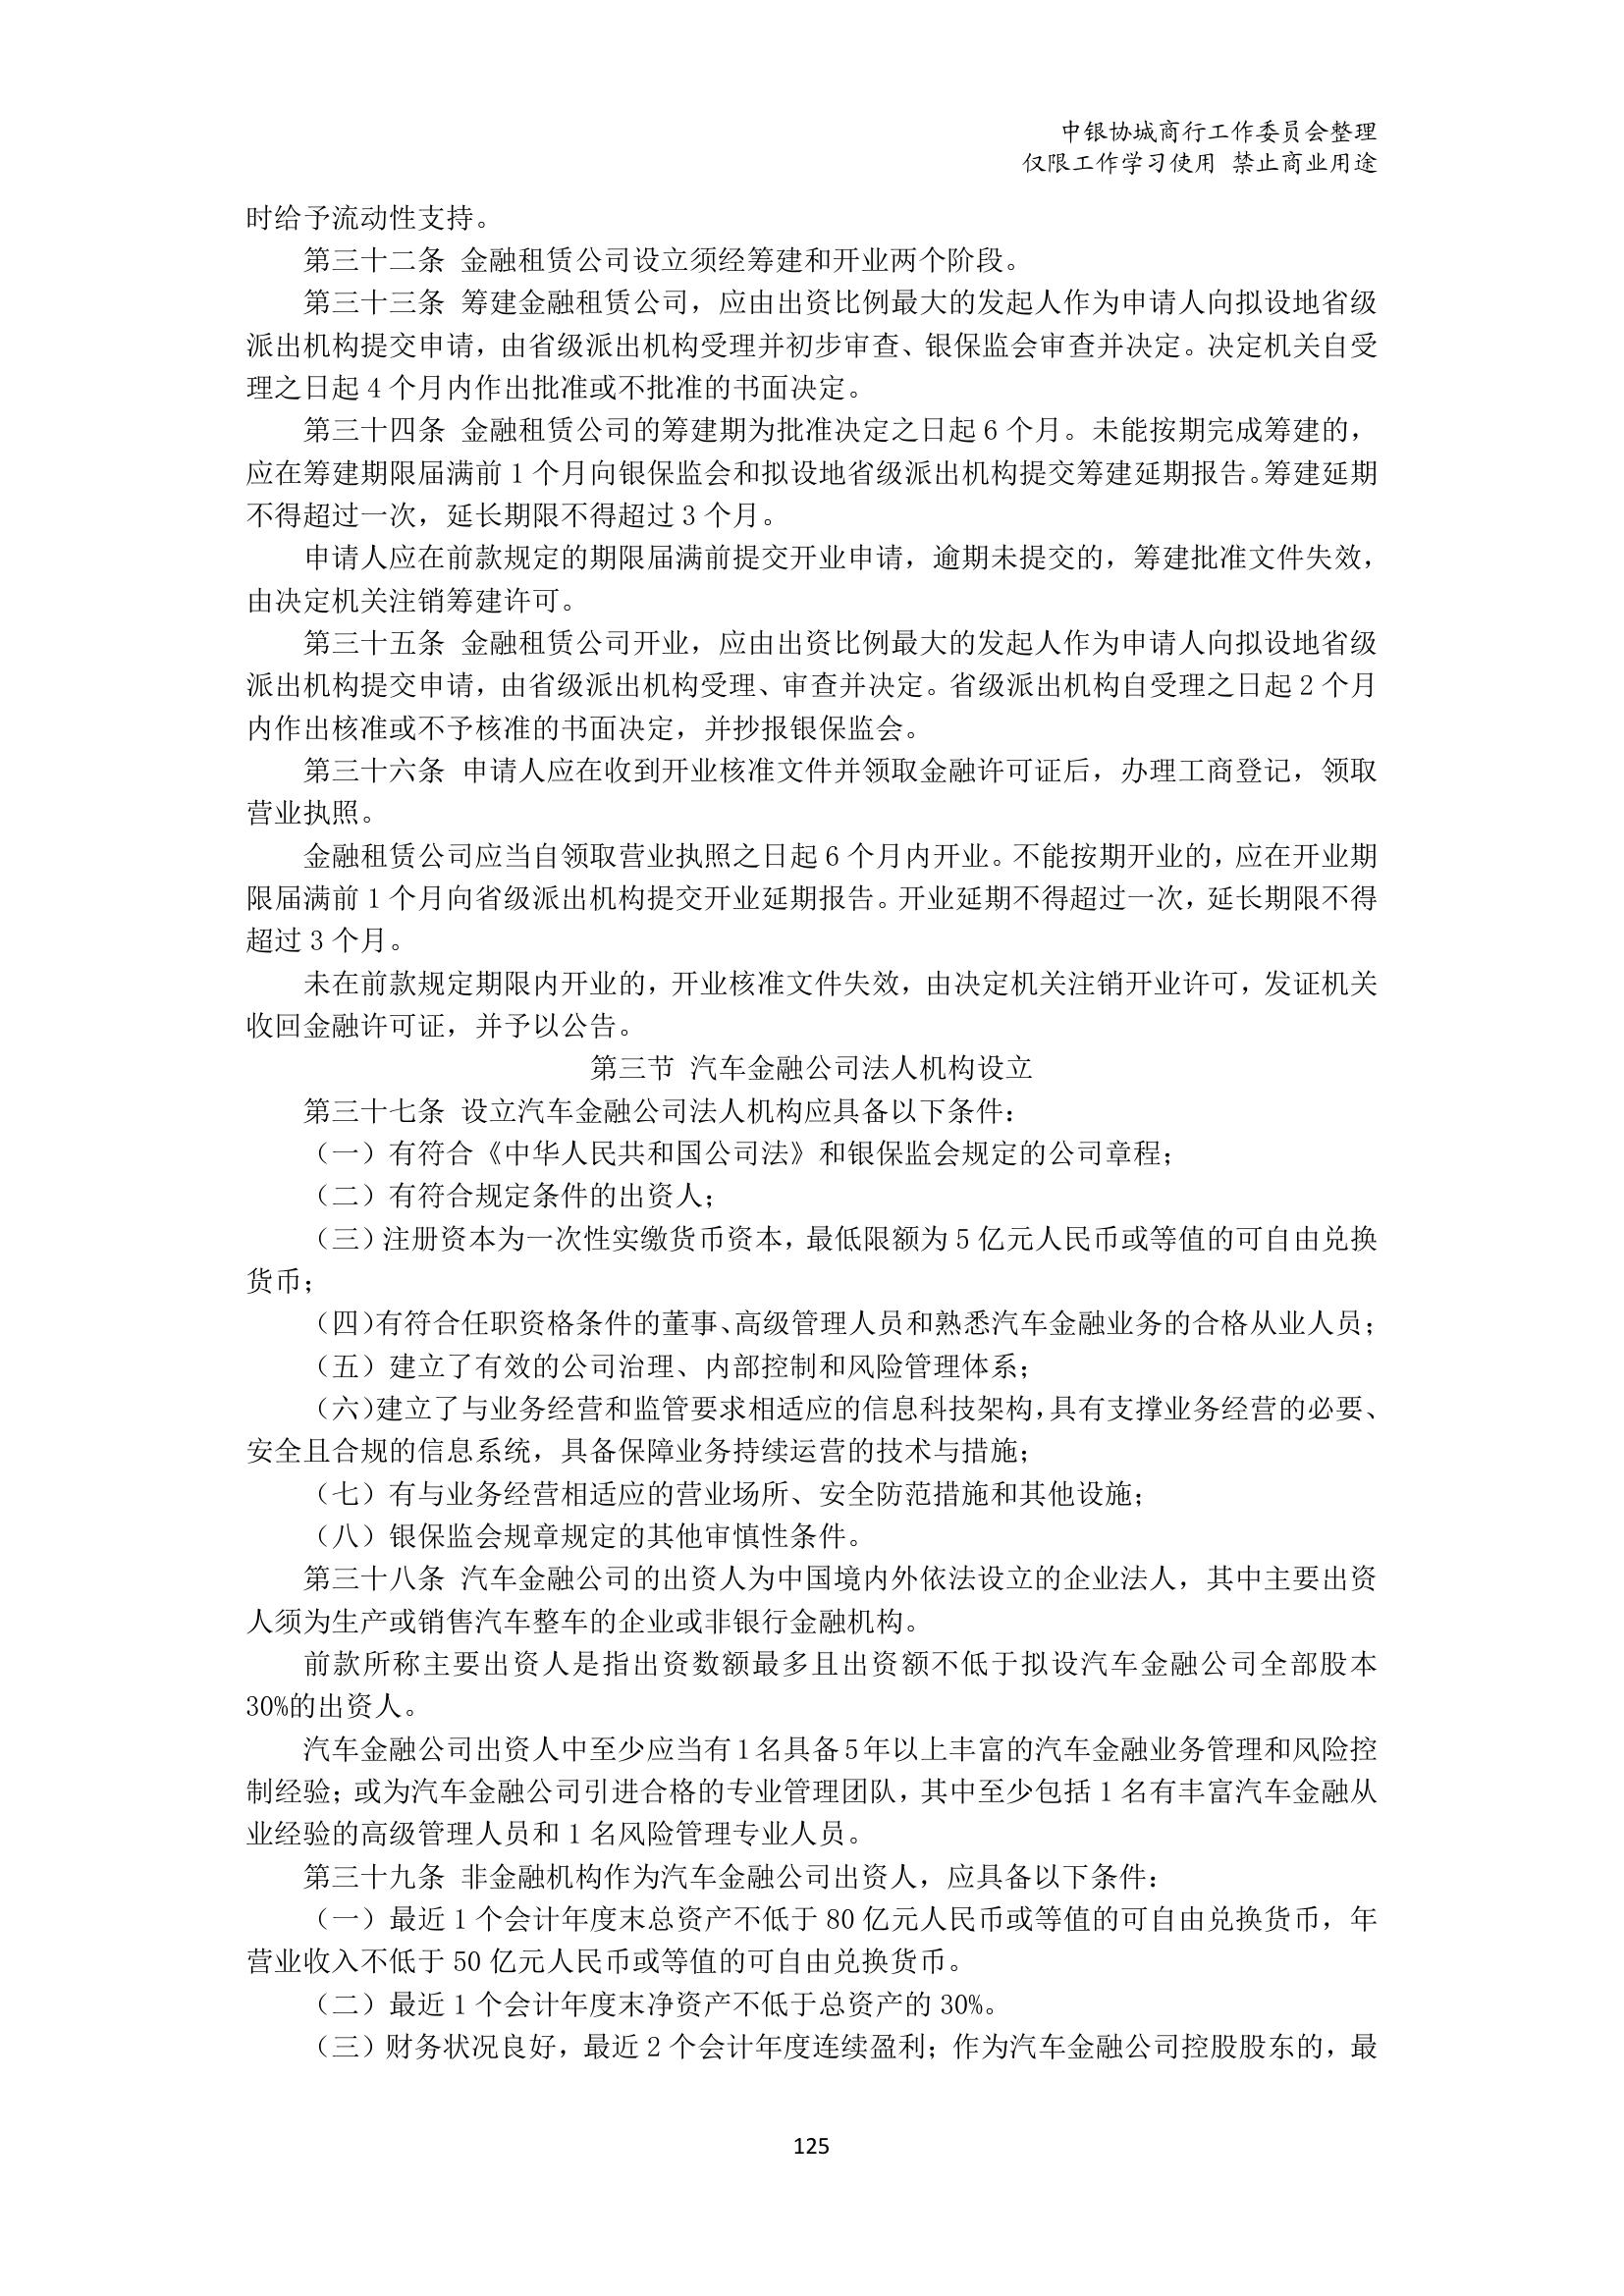 中银协城商行工作委员会整理
仅限工作学习使用 禁止商业用途
时给予流动性支持。
第三十二条 金融租赁公司设立须经筹建和开业两个阶段。
第三十三条 筹建金融租赁公司，应由出资比例最大的发起人作为申请人向拟设地省级
派出机构提交申请，由省级派出机构受理并初步审查、银保监会审查并决定。决定机关自受
理之日起 4 个月内作出批准或不批准的书面决定。
第三十四条 金融租赁公司的筹建期为批准决定之日起 6 个月。未能按期完成筹建的，
应在筹建期限届满前 1 个月向银保监会和拟设地省级派出机构提交筹建延期报告。筹建延期
不得超过一次，延长期限不得超过 3 个月。
申请人应在前款规定的期限届满前提交开业申请，逾期未提交的，筹建批准文件失效，
由决定机关注销筹建许可。
第三十五条 金融租赁公司开业，应由出资比例最大的发起人作为申请人向拟设地省级
派出机构提交申请，由省级派出机构受理、审查并决定。省级派出机构自受理之日起 2 个月
内作出核准或不予核准的书面决定，并抄报银保监会。
第三十六条 申请人应在收到开业核准文件并领取金融许可证后，办理工商登记，领取
营业执照。
金融租赁公司应当自领取营业执照之日起 6 个月内开业。不能按期开业的，应在开业期
限届满前 1 个月向省级派出机构提交开业延期报告。开业延期不得超过一次，延长期限不得
超过 3 个月。
未在前款规定期限内开业的，开业核准文件失效，由决定机关注销开业许可，发证机关
收回金融许可证，并予以公告。
第三节 汽车金融公司法人机构设立
第三十七条 设立汽车金融公司法人机构应具备以下条件：
（一）有符合《中华人民共和国公司法》和银保监会规定的公司章程；
（二）有符合规定条件的出资人；
（三）注册资本为一次性实缴货币资本，最低限额为 5 亿元人民币或等值的可自由兑换
货币；
（四）有符合任职资格条件的董事、高级管理人员和熟悉汽车金融业务的合格从业人员；
（五）建立了有效的公司治理、内部控制和风险管理体系；
（六）建立了与业务经营和监管要求相适应的信息科技架构，具有支撑业务经营的必要、
安全且合规的信息系统，具备保障业务持续运营的技术与措施；
（七）有与业务经营相适应的营业场所、安全防范措施和其他设施；
（八）银保监会规章规定的其他审慎性条件。
第三十八条 汽车金融公司的出资人为中国境内外依法设立的企业法人，其中主要出资
人须为生产或销售汽车整车的企业或非银行金融机构。
前款所称主要出资人是指出资数额最多且出资额不低于拟设汽车金融公司全部股本
30%的出资人。
汽车金融公司出资人中至少应当有 1 名具备 5 年以上丰富的汽车金融业务管理和风险控
制经验；或为汽车金融公司引进合格的专业管理团队，其中至少包括 1 名有丰富汽车金融从
业经验的高级管理人员和 1 名风险管理专业人员。
第三十九条 非金融机构作为汽车金融公司出资人，应具备以下条件：
（一）最近 1 个会计年度末总资产不低于 80 亿元人民币或等值的可自由兑换货币，年
营业收入不低于 50 亿元人民币或等值的可自由兑换货币。
（二）最近 1 个会计年度末净资产不低于总资产的 30%。
（三）财务状况良好，最近 2 个会计年度连续盈利；作为汽车金融公司控股股东的，最
125